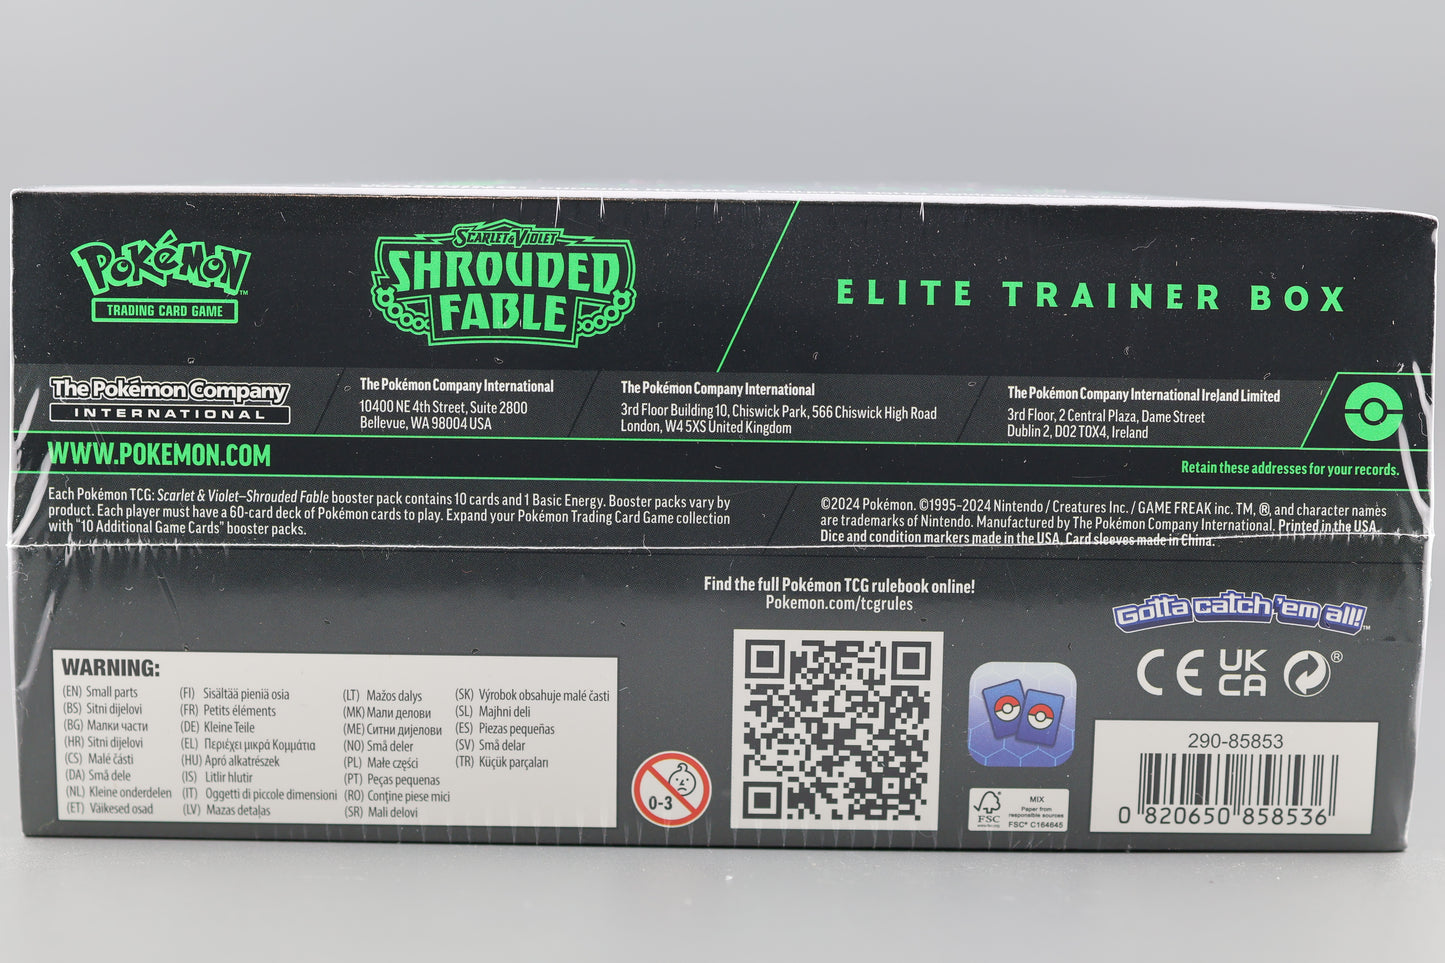 POKéMON™
TRADING CARD GAME
SCARLET & VIOLET
SHROUDED
FABLE
ELITE TRAINER BOX
The Pokémon Company
INTERNATIONAL
The Pokémon Company International
10400 NE 4th Street, Suite 2800
Bellevue, WA 98004 USA
The Pokémon Company International
3rd Floor Building 10, Chiswick Park, 566 Chiswick High Road
London, W4 5XS United Kingdom
The Pokémon Company International Ireland Limited
3rd Floor, 2 Central Plaza, Dame Street
Dublin 2, D02 T0X4, Ireland
WWW.POKEMON.COM
Retain these addresses for your records.
Each Pokémon TCG: Scarlet & Violet–Shrouded Fable booster pack contains 10 cards and 1 Basic Energy. Booster packs vary by
product. Each player must have a 60-card deck of Pokémon cards to play. Expand your Pokémon Trading Card Game collection
with "10 Additional Game Cards" booster packs.
©2024 Pokémon. ©1995–2024 Nintendo / Creatures Inc. / GAME FREAK inc. TM, ®, and character names
are trademarks of Nintendo. Manufactured by The Pokémon Company International. Printed in the USA.
Dice and condition markers made in the USA. Card sleeves made in China.
Find the full Pokémon TCG rulebook online!
Pokemon.com/tcgrules
Gotta catch 'em all!™
CE UK CA ®
WARNING:
(EN) Small parts
(BS) Sitni dijelovi
(BG) Малки части
(HR) Sitni dijelovi
(CS) Malé části
(DA) Små dele
(NL) Kleine onderdelen
(ET) Väikesed osad
(FI) Sisältää pieniä osia
(FR) Petits éléments
(DE) Kleine Teile
(EL) Περιέχει μικρά Κομμάτια
(HU) Apró alkatrészek
(IS) Litlir hlutir
(IT) Oggetti di piccole dimensioni
(LV) Mazas detaļas
(LT) Mažos dalys
(MK) Мали делови
(ME) Ситни дијелови
(NO) Små deler
(PL) Małe części
(PT) Peças pequenas
(RO) Conține piese mici
(SR) Mali delovi
(SK) Výrobok obsahuje malé časti
(SL) Majhni deli
(ES) Piezas pequeñas
(SV) Små delar
(TR) Küçük parçaları
0-3
FSC
www.fsc.org
MIX
Paper from
responsible sources
FSC® C164645
290-85853
0 820650 858536